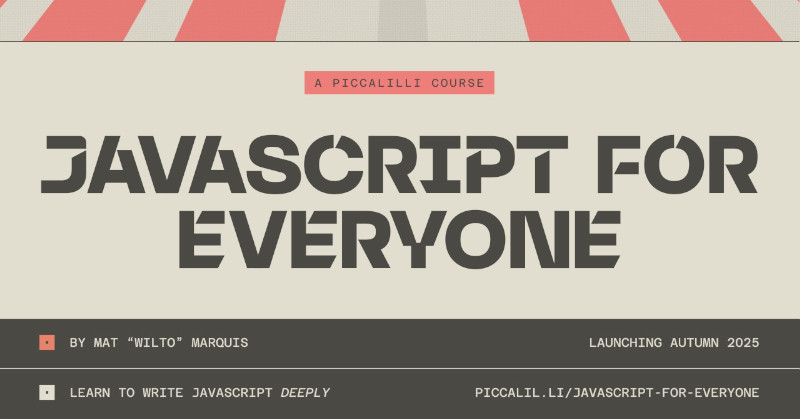 A PICCALILLI COURSE
JAVASCRIPT FOR
EVERYONE
BY MAT “WILTO” MARQUIS
LAUNCHING AUTUMN 2025
LEARN TO WRITE JAVASCRIPT DEEPLY
PICCALIL.LI/JAVASCRIPT-FOR-EVERYONE